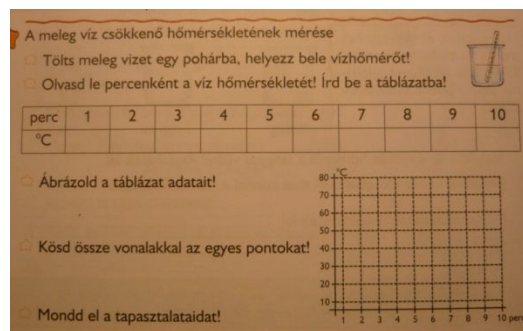 A meleg víz csökkenő hőmérsékletének mérése
Tölts meleg vizet egy pohárba, helyezz bele vízhőmérőt!
Olvasd le percenként a víz hőmérsékletét! Írd be a táblázatba!
perc 1 2 3 4 5 6 7 8 9 10
°C
Ábrázold a táblázat adatait!
Kösd össze vonalakkal az egyes pontokat!
Mondd el a tapasztalataidat!
°C
80
70
60
50
40
30
20
10
1 2 3 4 5 6 7 8 9 10 perc